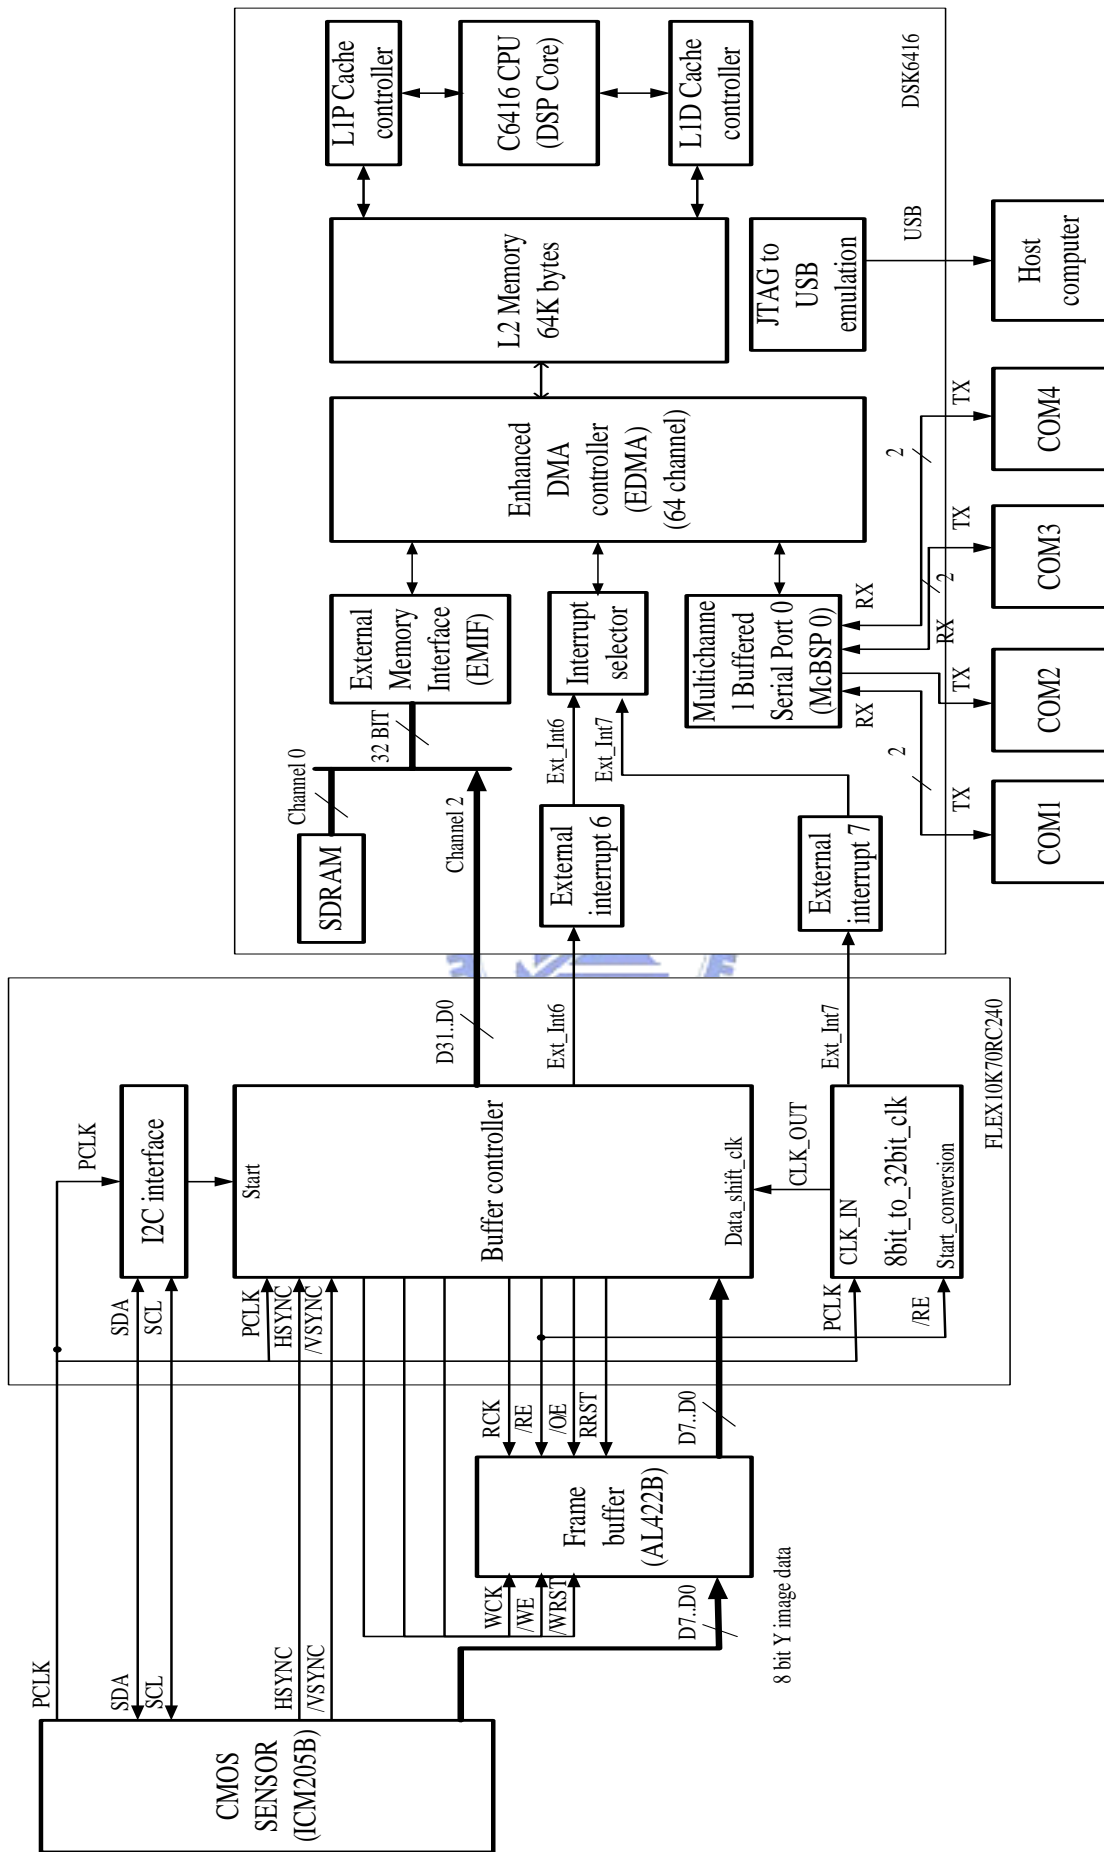 CMOS
SENSOR
(ICM205B)
PCLK
SDA
SCL
HSYNC
/VSYNC
8 bit Y image data
D7..D0
WCK
/WE
/WRST
Frame
buffer
(AL422B)
RCK
/RE
/OE
RRST
D7..D0
SDA
SCL
PCLK
HSYNC
/VSYNC
PCLK
/RE
PCLK
I2C interface
Start
Buffer controller
Data_shift_clk
CLK_OUT
CLK_IN
8bit_to_32bit_clk
Start_conversion
FLEX10K70RC240
D31..D0
Ext_Int6
Ext_Int7
SDRAM
Channel 0
Channel 2
32 BIT
External
interrupt 6
External
interrupt 7
Ext_Int6
Ext_Int7
External
Memory
Interface
(EMIF)
Interrupt
selector
Multichanne
l Buffered
Serial Port 0
(McBSP 0)
Enhanced
DMA
controller
(EDMA)
(64 channel)
L2 Memory
64K bytes
L1P Cache
controller
C6416 CPU
(DSP Core)
L1D Cache
controller
JTAG to
USB
emulation
DSK6416
RX
RX
RX
2
2
2
TX
TX
TX
TX
USB
COM1
COM2
COM3
COM4
Host
computer